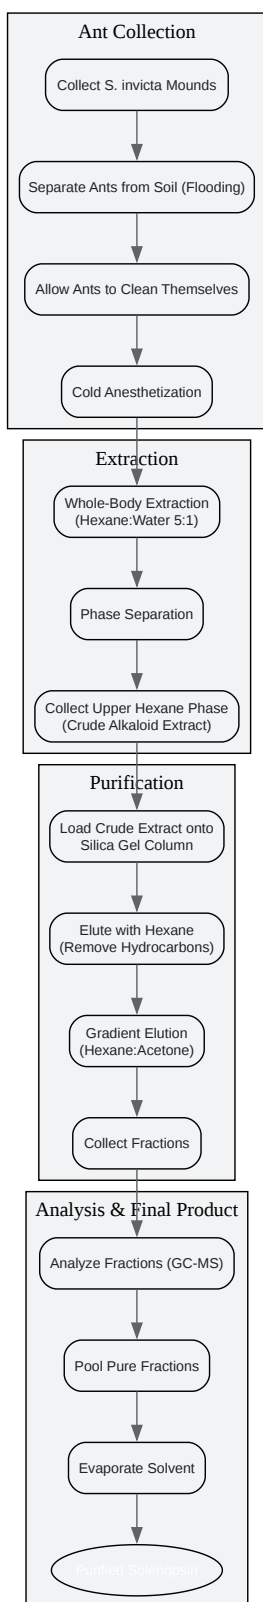 Ant Collection
Collect S. invicta Mounds
Separate Ants from Soil (Flooding)
Allow Ants to Clean Themselves
Cold Anesthetization
Extraction
Whole-Body Extraction
(Hexane:Water 5:1)
Phase Separation
Collect Upper Hexane Phase
(Crude Alkaloid Extract)
Purification
Load Crude Extract onto
Silica Gel Column
Elute with Hexane
(Remove Hydrocarbons)
Gradient Elution
(Hexane:Acetone)
Collect Fractions
Analysis & Final Product
Analyze Fractions (GC-MS)
Pool Pure Fractions
Evaporate Solvent
Purified Solenopsin